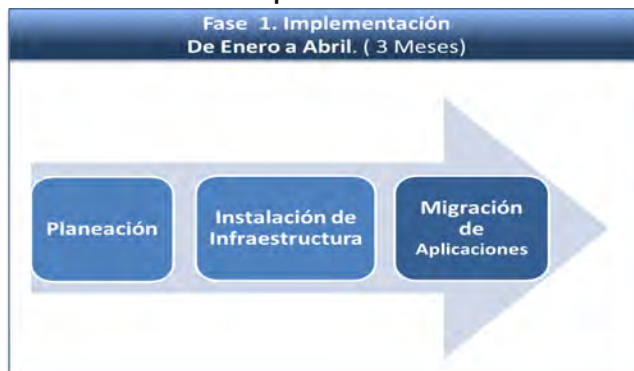 Fase 1. Implementación
De Enero a Abril. ( 3 Meses)
Planeación
Instalación de
Infraestructura
Migración
de
Aplicaciones